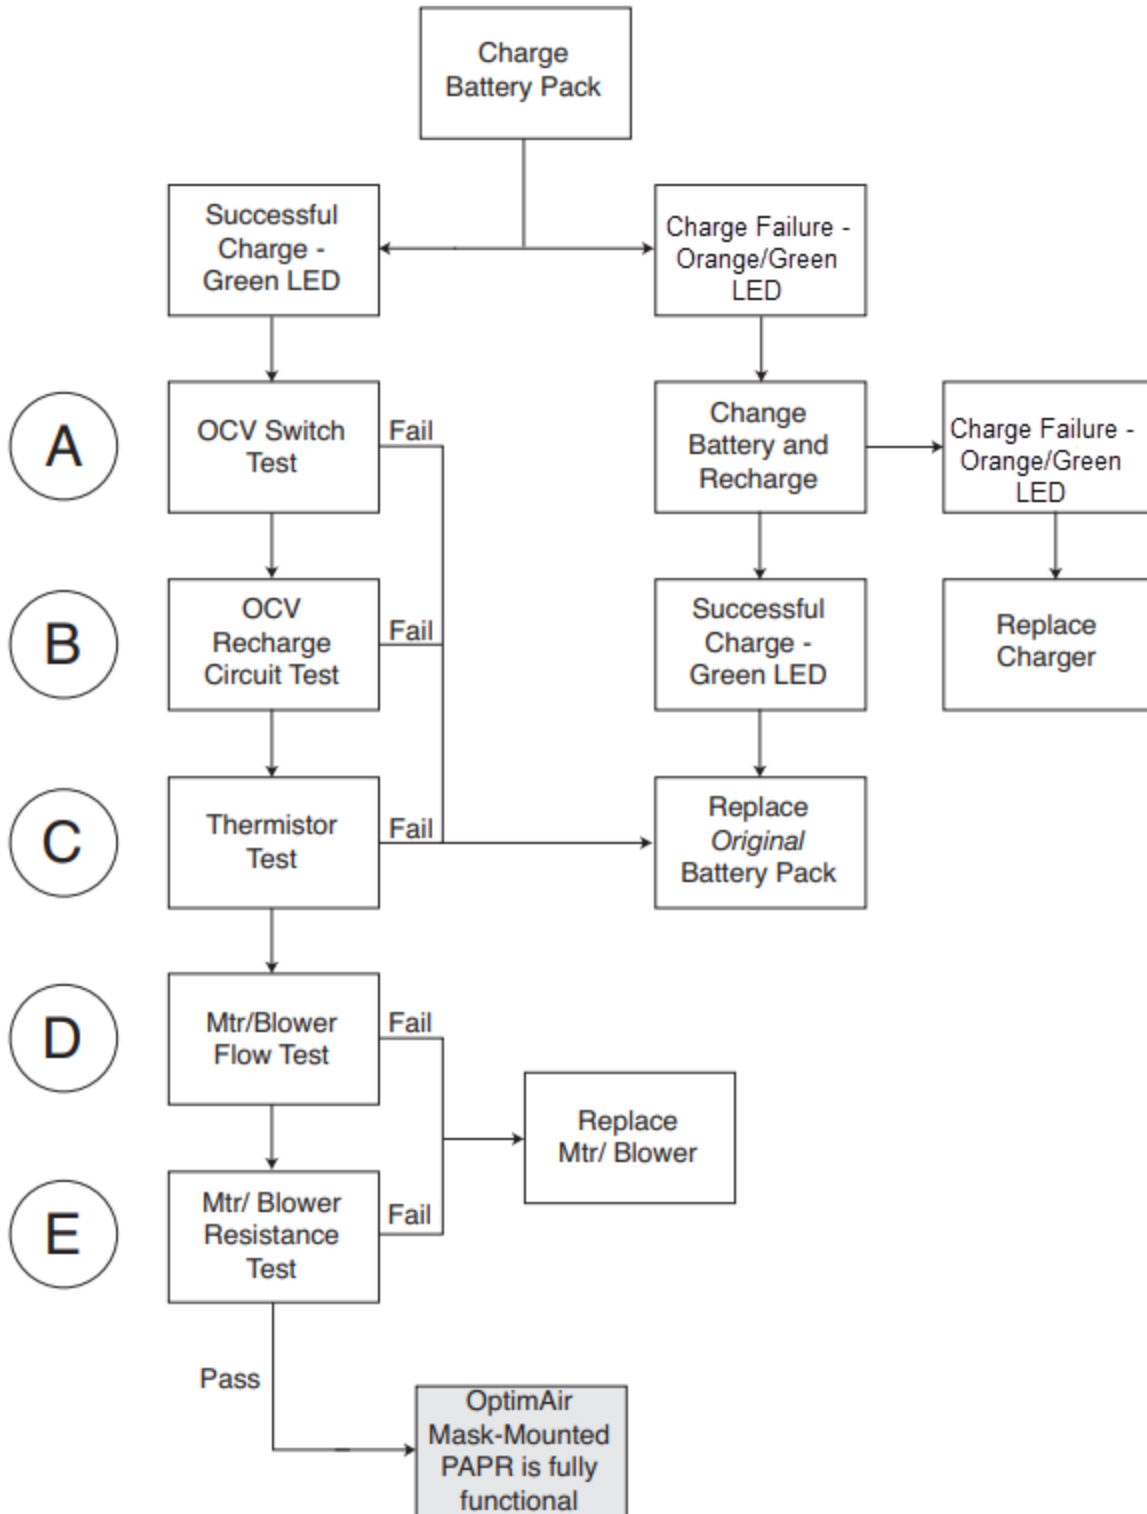 Charge
Battery Pack
Successful
Charge -
Green LED
Charge Failure -
Orange/Green
LED
A
OCV Switch
Test
Fail
Change
Battery and
Recharge
Charge Failure -
Orange/Green
LED
B
OCV
Recharge
Circuit Test
Fail
Successful
Charge -
Green LED
Replace
Charger
C
Thermistor
Test
Fail
Replace
Original
Battery Pack
D
Mtr/Blower
Flow Test
Fail
Replace
Mtr/ Blower
E
Mtr/ Blower
Resistance
Test
Fail
Pass
OptimAir
Mask-Mounted
PAPR is fully
functional